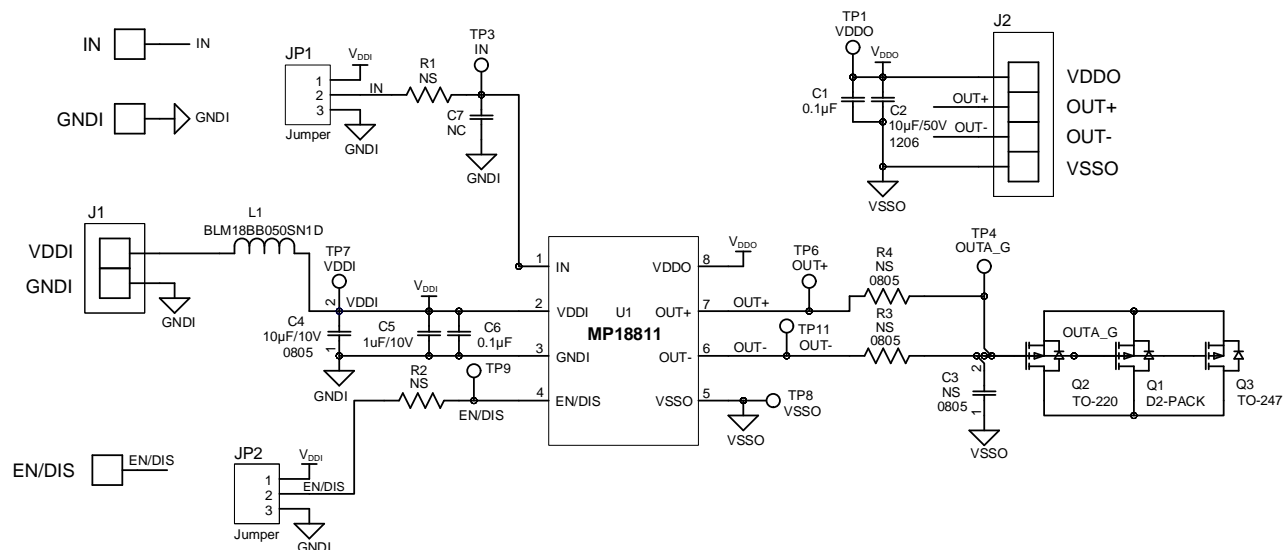 IN
IN
GNDI
GNDI
JP1
1
2
3
Jumper
VDDI
IN
GNDI
R1
NS
TP3
IN
C7
NC
GNDI
TP1
VDDO
VDDO
C1
0.1µF
C2
10µF/50V
1206
VSSO
OUT+
OUT-
J2
VDDO
OUT+
OUT-
VSSO
J1
VDDI
GNDI
GNDI
L1
BLM18BB050SN1D
TP7
VDDI
2
VDDI
C4
10µF/10V
0805
1
GNDI
VDDI
C5
1uF/10V
C6
0.1µF
R2
NS
TP9
EN/DIS
1
IN
2
VDDI
3
GNDI
4
EN/DIS
U1
MP18811
VDDO
8
VDDO
OUT+
7
OUT+
OUT-
6
OUT-
VSSO
5
VSSO
TP8
VSSO
TP6
OUT+
TP11
OUT-
R4
NS
0805
R3
NS
0805
TP4
OUTA_G
2
C3
NS
0805
1
VSSO
OUTA_G
Q2
TO-220
Q1
D2-PACK
Q3
TO-247
EN/DIS
EN/DIS
JP2
1
2
3
Jumper
VDDI
EN/DIS
GNDI